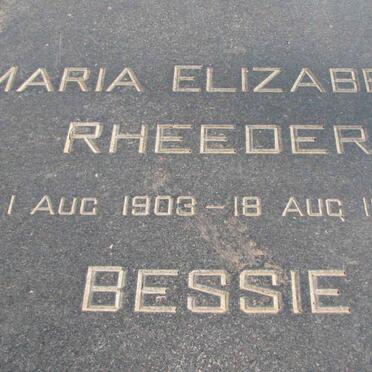 MARIA ELIZABE
RHEEDER
1 AUG 1903 - 18 AUG 1
BESSIE